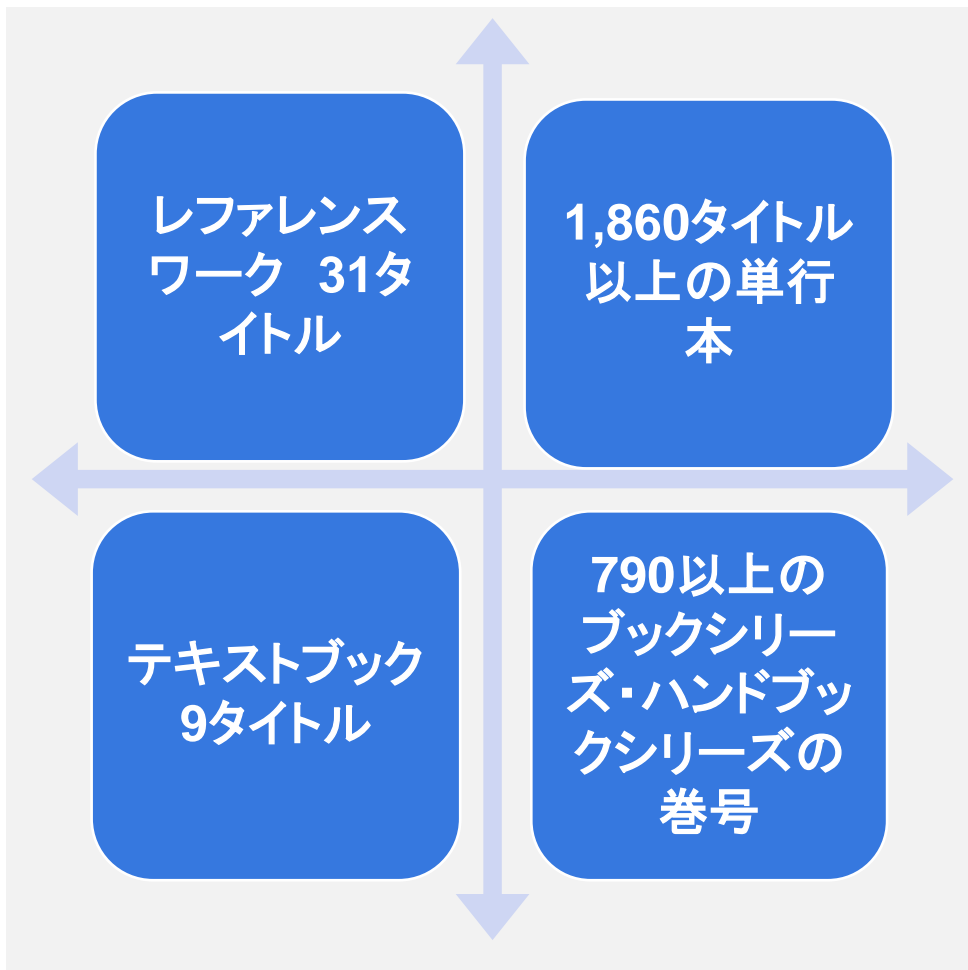 レファレンス
ワーク　31タ
イトル
1,860タイトル
以上の単行
本
テキストブック
9タイトル
790以上の
ブックシリー
ズ・ハンドブッ
クシリーズの
巻号